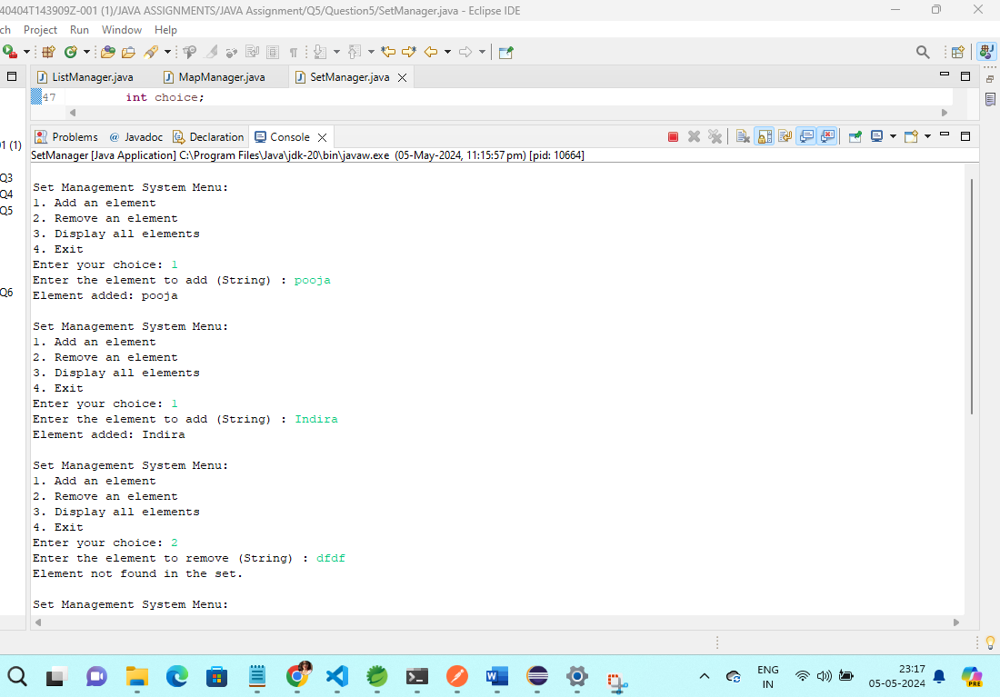 40404T143909Z-001 (1)/JAVA ASSIGNMENTS/JAVA Assignment/Q5/Question5/SetManager.java - Eclipse IDE
ch Project Run Window Help
ListManager.java MapManager.java SetManager.java
47 int choice;
Problems @ Javadoc Declaration Console
SetManager [Java Application] C:\Program Files\Java\jdk-20\bin\javaw.exe (05-May-2024, 11:15:57 pm) [pid: 10664]
01 (1)
Q3
Q4
Q5
Q6
Set Management System Menu:
1. Add an element
2. Remove an element
3. Display all elements
4. Exit
Enter your choice: 1
Enter the element to add (String) : pooja
Element added: pooja
Set Management System Menu:
1. Add an element
2. Remove an element
3. Display all elements
4. Exit
Enter your choice: 1
Enter the element to add (String) : Indira
Element added: Indira
Set Management System Menu:
1. Add an element
2. Remove an element
3. Display all elements
4. Exit
Enter your choice: 2
Enter the element to remove (String) : dfdf
Element not found in the set.
Set Management System Menu:
ENG
IN
23:17
05-05-2024
PRE